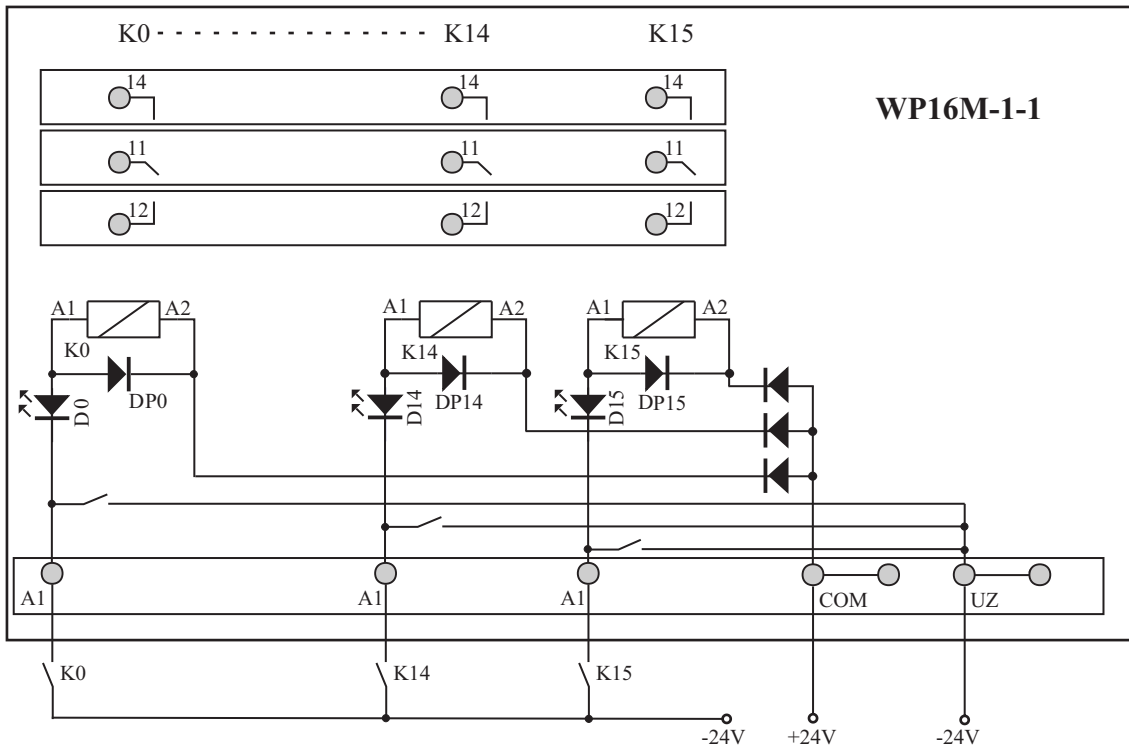 K0 - - - - - - - - - - - - - - - - - - - - K14 K15
WP16M-1-1
14 14 14
11 11 11
12 12 12
A1 A2 A1 A2 A1 A2
K0 K14 K15
DP0 DP14 DP15
D0 D14 D15
A1 A1 A1 COM UZ
K0 K14 K15
-24V +24V -24V